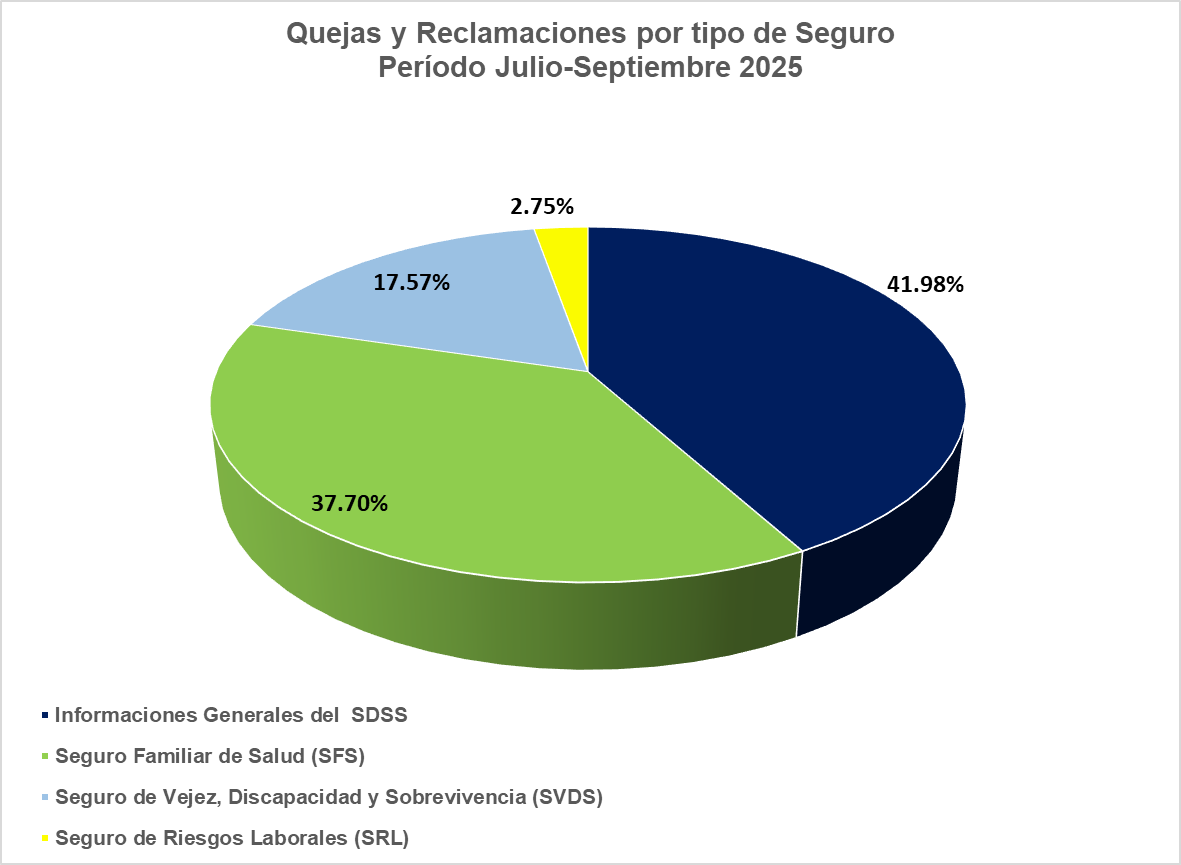 Quejas y Reclamaciones por tipo de Seguro
Período Julio-Septiembre 2025
2.75%
17.57%
41.98%
37.70%
Informaciones Generales del  SDSS
Seguro Familiar de Salud (SFS)
Seguro de Vejez, Discapacidad y Sobrevivencia (SVDS)
Seguro de Riesgos Laborales (SRL)